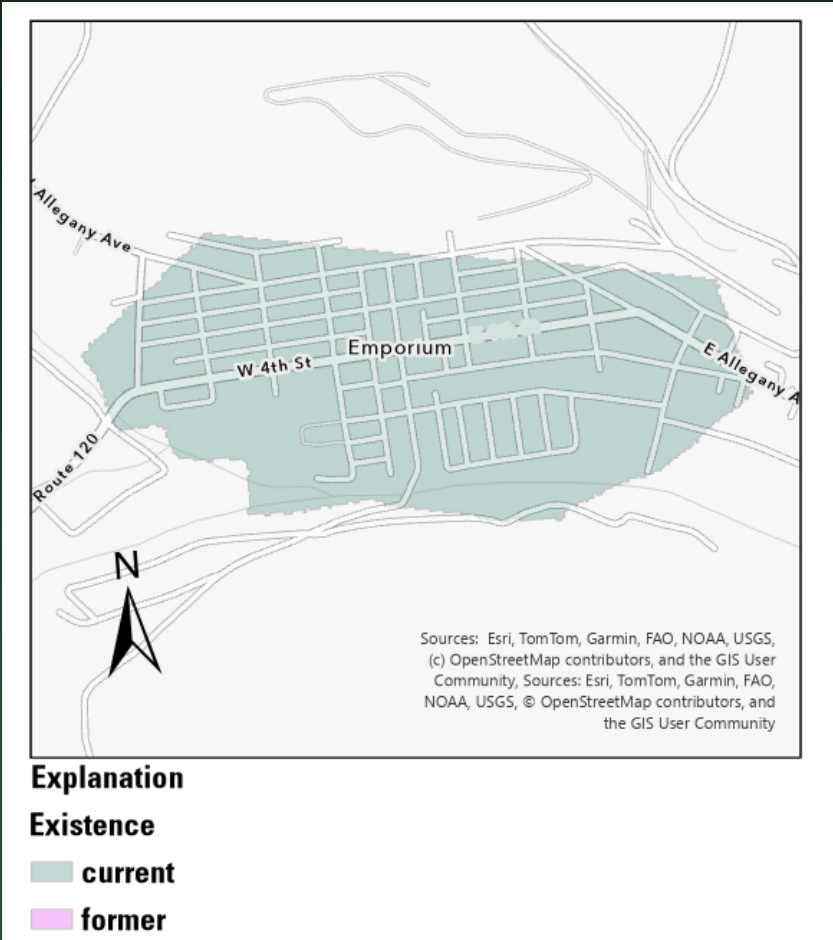 Allegany Ave
Emporium
W 4th St
E Allegany A
Route 120
N
Sources: Esri, TomTom, Garmin, FAO, NOAA, USGS,
(c) OpenStreetMap contributors, and the GIS User
Community, Sources: Esri, TomTom, Garmin, FAO,
NOAA, USGS, © OpenStreetMap contributors, and
the GIS User Community
Explanation
Existence
current
former